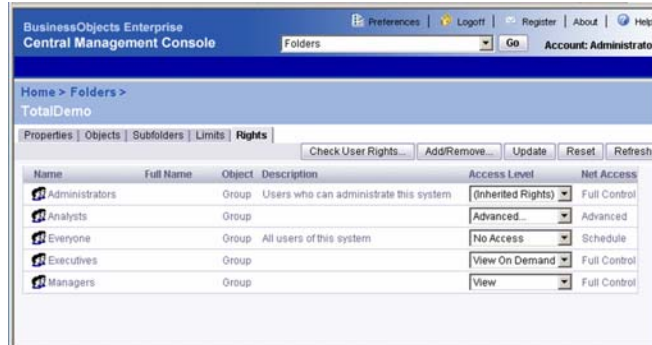 BusinessObjects Enterprise
Central Management Console
Preferences | Logoff | Register | About | Help
Folders Go Account: Administrato
Home > Folders >
TotalDemo
Properties | Objects | Subfolders | Limits | Rights
Check User Rights... Add/Remove... Update Reset Refresh
Name Full Name Object Description Access Level Net Access
Administrators Group Users who can administrate this system (Inherited Rights) Full Control
Analysts Group Advanced... Advanced
Everyone Group All users of this system No Access Schedule
Executives Group View On Demand Full Control
Managers Group View Full Control